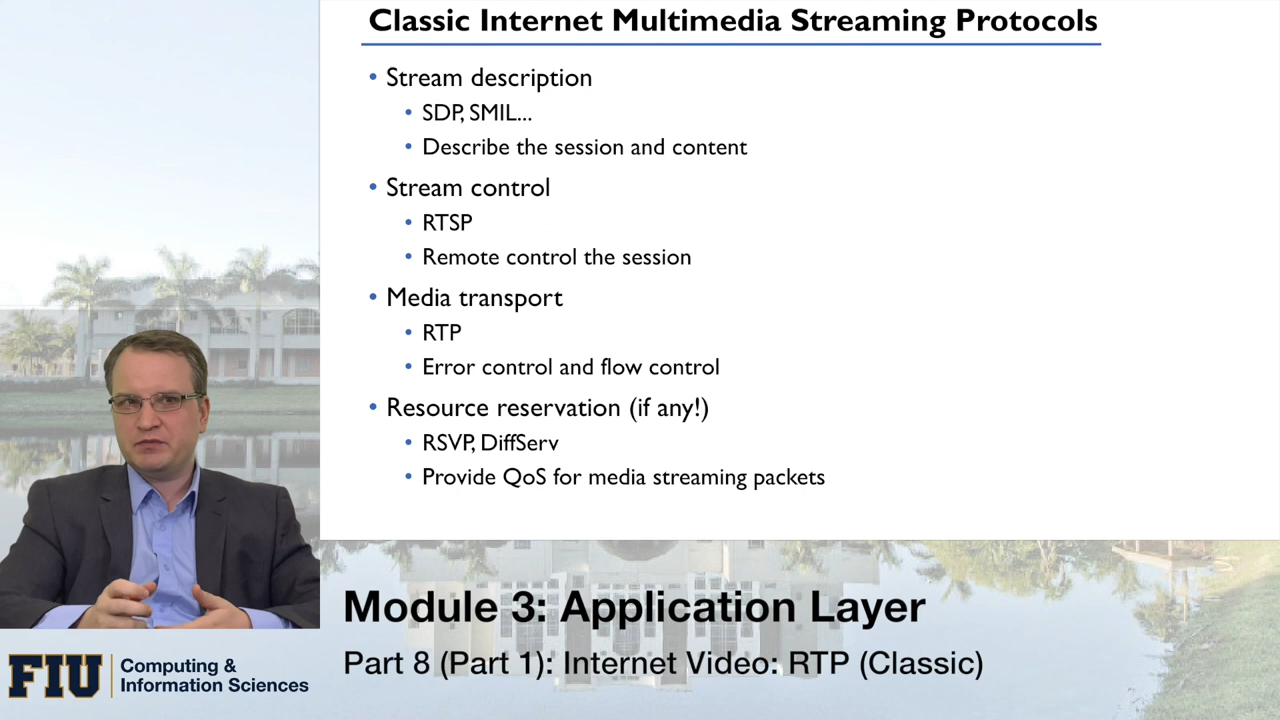 Classic Internet Multimedia Streaming Protocols
• Stream description
• SDP, SMIL...
• Describe the session and content
• Stream control
• RTSP
• Remote control the session
• Media transport
• RTP
• Error control and flow control
• Resource reservation (if any!)
• RSVP, DiffServ
• Provide QoS for media streaming packets
Module 3: Application Layer
Part 8 (Part 1): Internet Video: RTP (Classic)
FIU
Computing &
Information Sciences